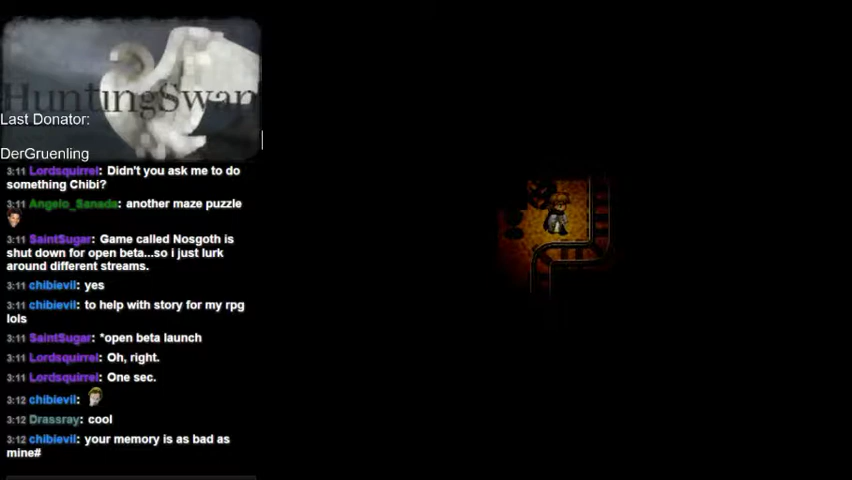 HuntingSwan
Last Donator:
DerGruenling
3:11 Lordsquirrel: Didn't you ask me to do
something Chibi?
3:11 Angelo_Sanada: another maze puzzle
3:11 SaintSugar: Game called Nosgoth is
shut down for open beta...so i just lurk
around different streams.
3:11 chibievil: yes
3:11 chibievil: to help with story for my rpg
lols
3:11 SaintSugar: *open beta launch
3:11 Lordsquirrel: Oh, right.
3:11 Lordsquirrel: One sec.
3:12 chibievil:
3:12 Drassray: cool
3:12 chibievil: your memory is as bad as
mine#